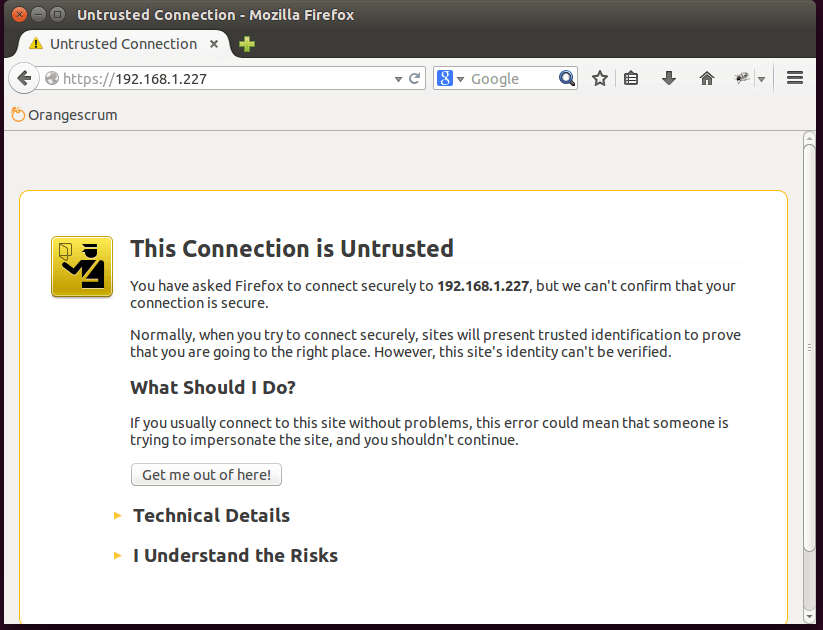 Untrusted Connection - Mozilla Firefox
Untrusted Connection
https://192.168.1.227
Google
Orangescrum
This Connection is Untrusted
You have asked Firefox to connect securely to 192.168.1.227, but we can't confirm that your
connection is secure.
Normally, when you try to connect securely, sites will present trusted identification to prove
that you are going to the right place. However, this site's identity can't be verified.
What Should I Do?
If you usually connect to this site without problems, this error could mean that someone is
trying to impersonate the site, and you shouldn't continue.
Get me out of here!
Technical Details
I Understand the Risks